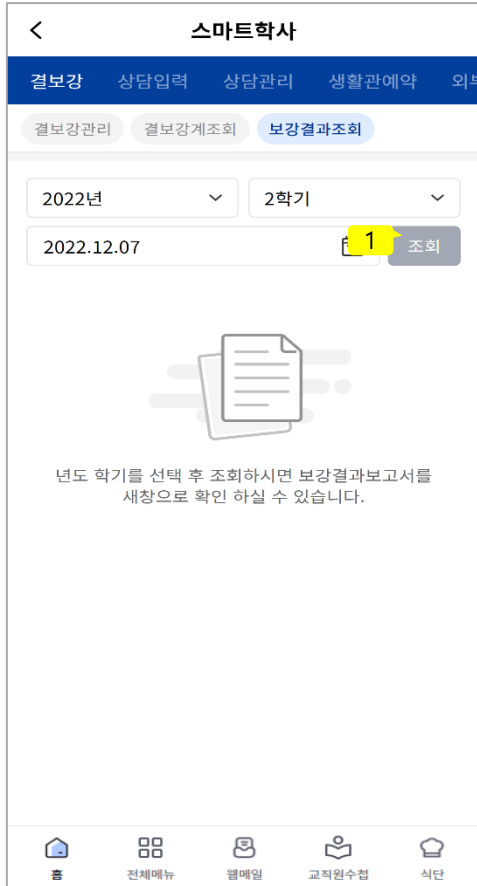 스마트학사
결보강 상담입력 상담관리 생활관예약 외부
결보강관리 결보강계조회 보강결과조회
2022년 2학기
2022.12.07 1 조회
년도 학기를 선택 후 조회하시면 보강결과보고서를
새창으로 확인 하실 수 있습니다.
홈 전체메뉴 웹메일 교직원수첩 식단